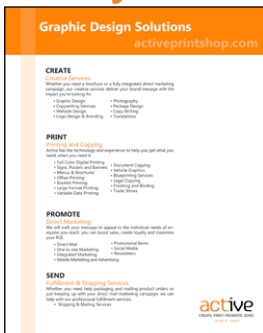 Graphic Design Solutions
activeprintshop.com
CREATE
Creative Services
Whether you need a brochure or a fully integrated direct marketing
campaign, our creative services deliver your brand message with the
impact you're looking for.
• Graphic Design
• Copywriting Services
• Website Design
• Logo Design & Branding
• Photography
• Package Design
• Copy Writing
• Translations
PRINT
Printing and Copying
Active has the technology and experience to help you get what you
need, when you need it.
• Full Color Digital Printing
• Signs, Posters and Banners
• Menus & Brochures
• Offset Printing
• Booklet Printing
• Large-Format Printing
• Variable Data Printing
• Document Copying
• Vehicle Graphics
• Blueprinting Services
• Legal Copying
• Finishing and Binding
• Trade Shows
PROMOTE
Direct Marketing
We will craft your message to appeal to the individual needs of en-
anyone you reach, you can boost sales, create loyalty and maximize
your ROI.
• Direct Mail
• One to one Marketing
• Integrated Marketing
• Mobile Marketing and Advertising
• Promotional Items
• Social Media
• Newsletters
SEND
Fulfillment & Shipping Services
Whether you need help packaging and mailing product orders or
just keeping up with your direct mail marketing campaign, we can
help with our professional fulfillment services.
• Shipping & Mailing Services
active
CREATE. PRINT. PROMOTE. SEND.
SINCE 1989